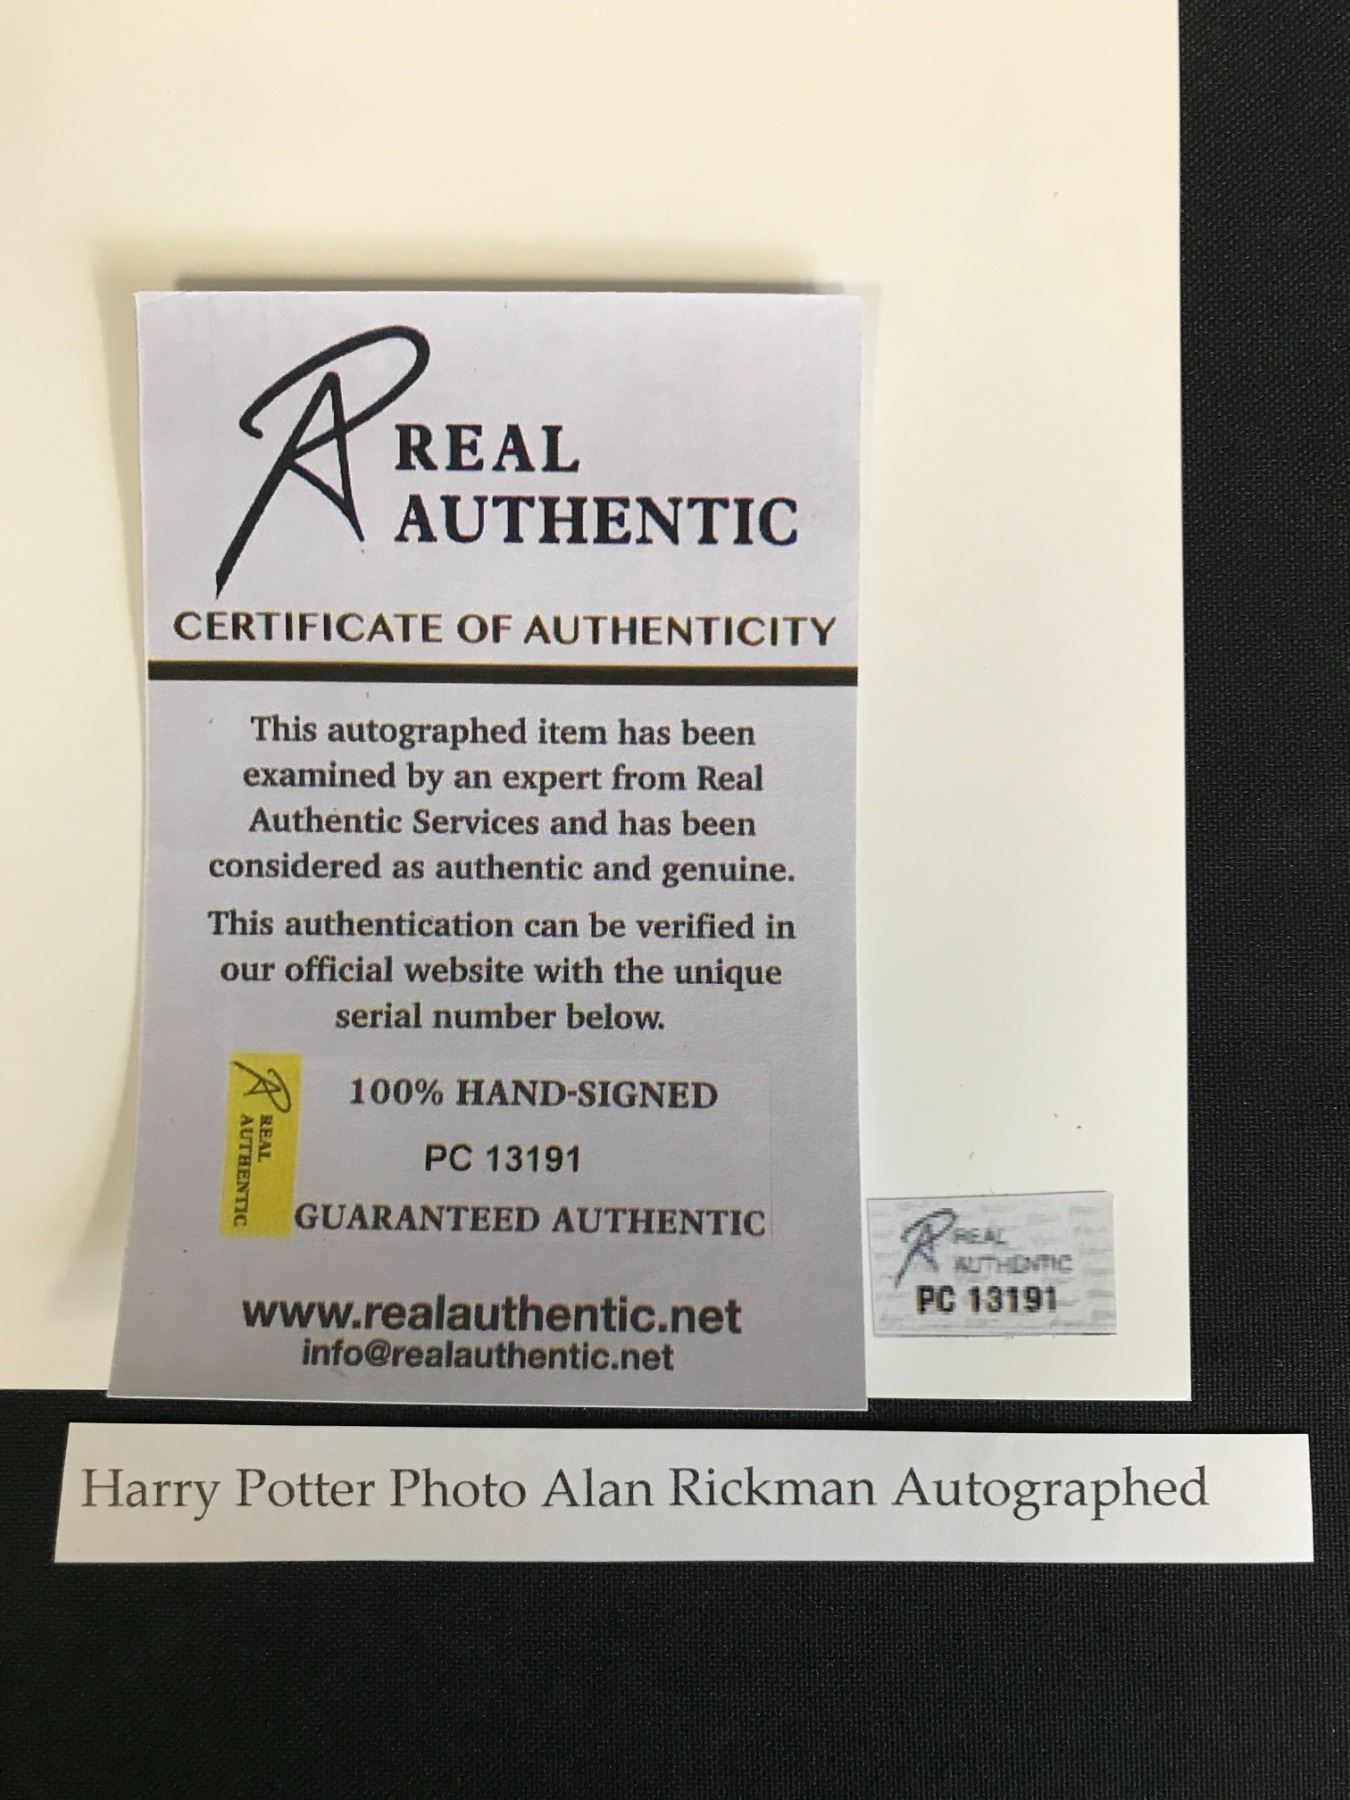 REAL
AUTHENTIC
CERTIFICATE OF AUTHENTICITY
This autographed item has been
examined by an expert from Real
Authentic Services and has been
considered as authentic and genuine.
This authentication can be verified in
our official website with the unique
serial number below.
REAL
AUTHENTIC
100% HAND-SIGNED
PC 13191
GUARANTEED AUTHENTIC
www.realauthentic.net
info@realauthentic.net
REAL
AUTHENTIC
PC 13191
Harry Potter Photo Alan Rickman Autographed